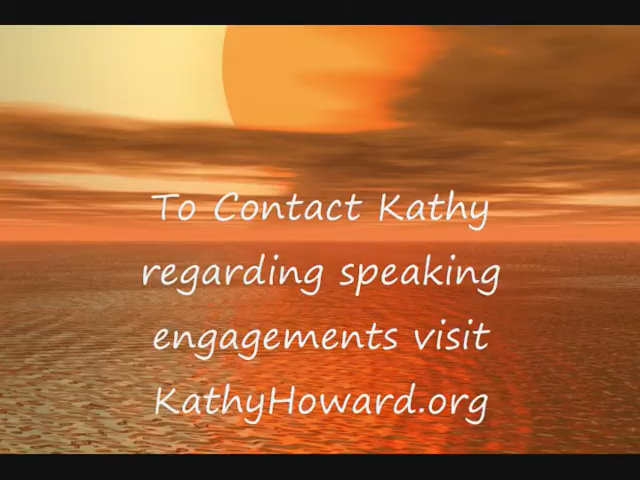 To Contact Kathy
regarding speaking
engagements visit
KathyHoward.org